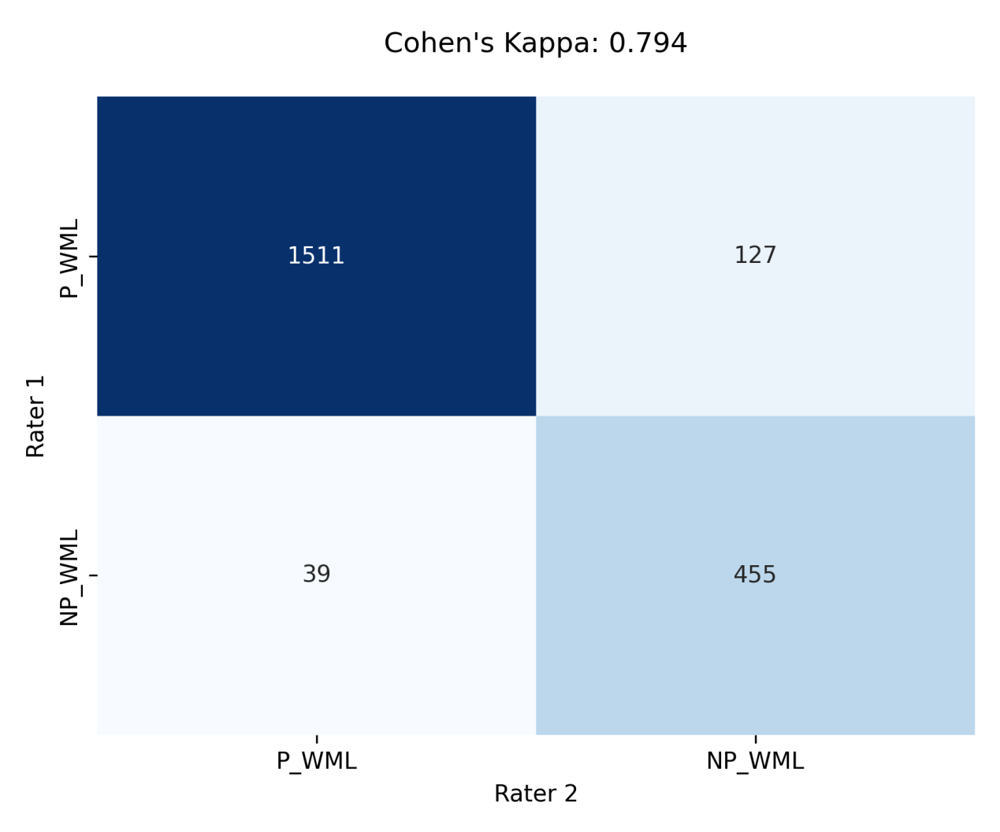 Cohen's Kappa: 0.794
Rater 1
P_WML
1511
127
NP_WML
39
455
P_WML
NP_WML
Rater 2